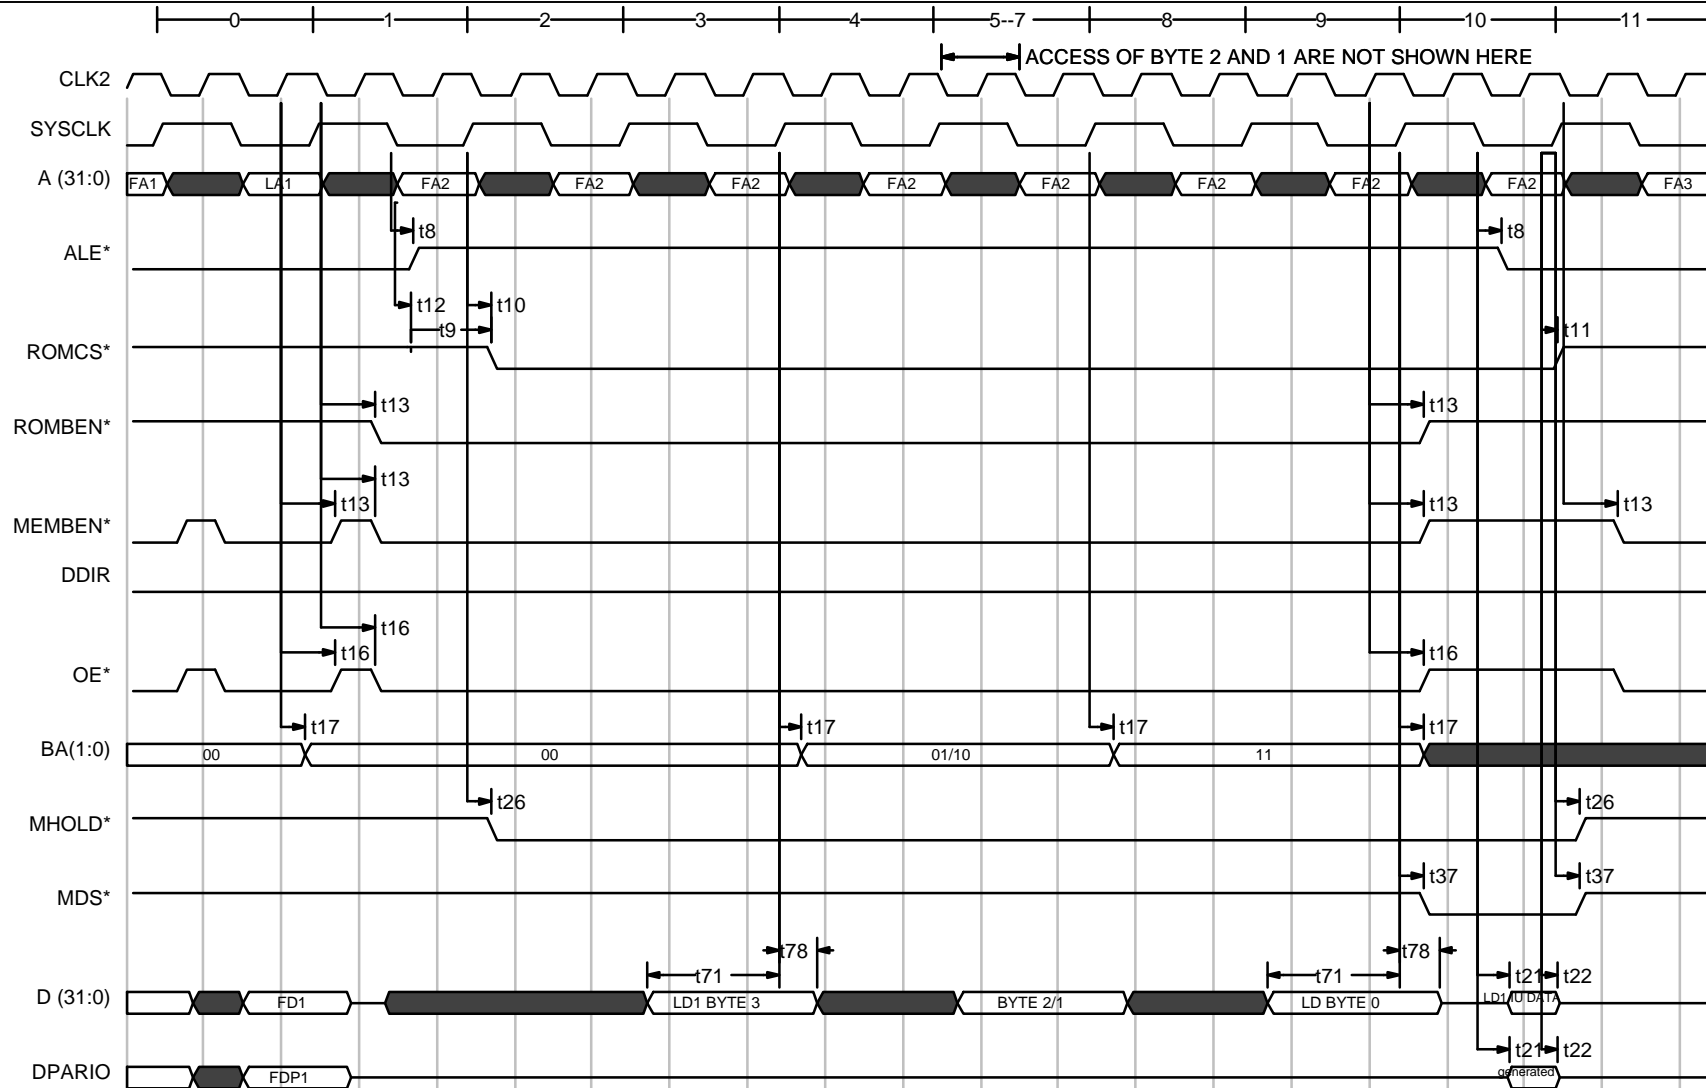 0 1 2 3 4 5--7 8 9 10 11
ACCESS OF BYTE 2 AND 1 ARE NOT SHOWN HERE
CLK2
SYSCLK
A (31:0) FA1 LA1 FA2 FA2 FA2 FA2 FA2 FA2 FA2 FA2 FA3
t8 t8
ALE*
t12 t10
t9 t11
ROMCS*
t13 t13
ROMBEN*
t13
t13 t13 t13
MEMBEN*
DDIR
t16
t16 t16
OE*
t17 t17 t17 t17
BA(1:0) 00 00 01/10 11
t26 t26
MHOLD*
t37 t37
MDS*
t78 t78
t71 t71 t21 t22
D (31:0) FD1 LD1 BYTE 3 BYTE 2/1 LD BYTE 0 LD1 IU DATA
t21 t22
DPARIO FDP1 generated